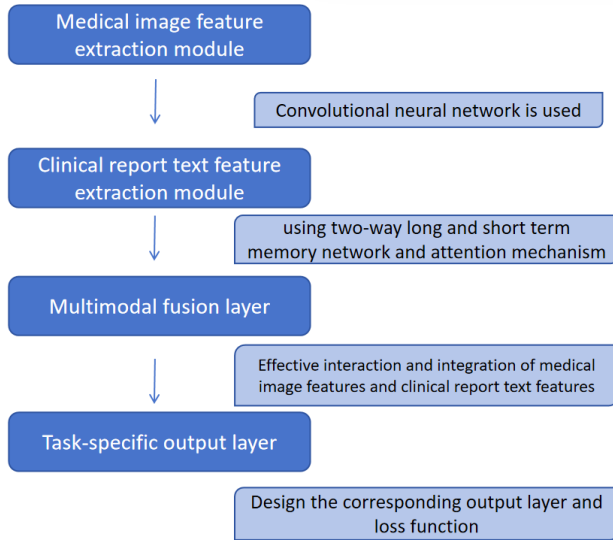 Medical image feature
extraction module
Convolutional neural network is used
Clinical report text feature
extraction module
using two-way long and short term
memory network and attention mechanism
Multimodal fusion layer
Effective interaction and integration of medical
image features and clinical report text features
Task-specific output layer
Design the corresponding output layer and
loss function